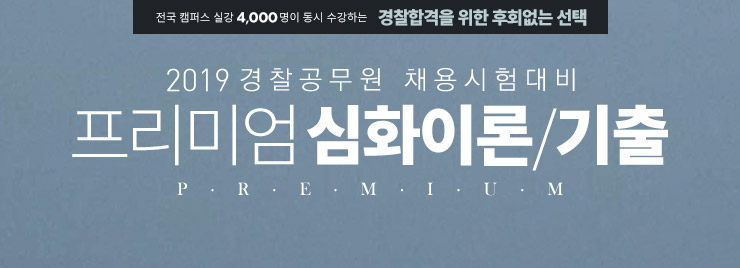 전국 캠퍼스 실강 4,000명이 동시 수강하는 경찰합격을 위한 후회없는 선택
2019 경찰공무원 채용시험대비
프리미엄 심화이론/기출
P · R · E · M · I · U · M